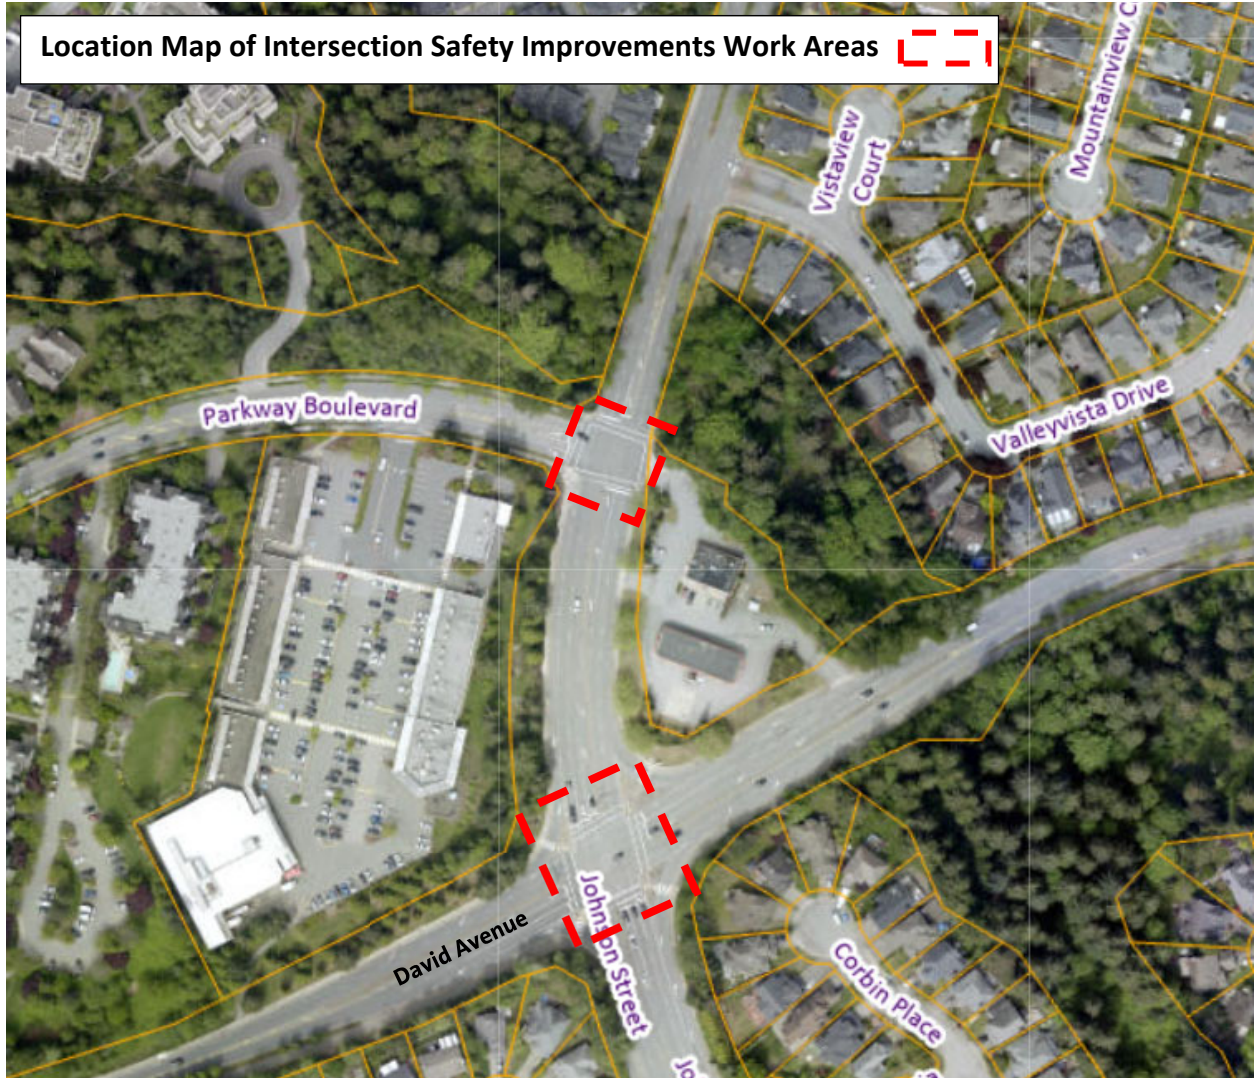 Location Map of Intersection Safety Improvements Work Areas
Mountainview C
Vistaview
Court
Parkway Boulevard
Valleyvista Drive
David Avenue
Johnson Street
Corbin Place
Jo